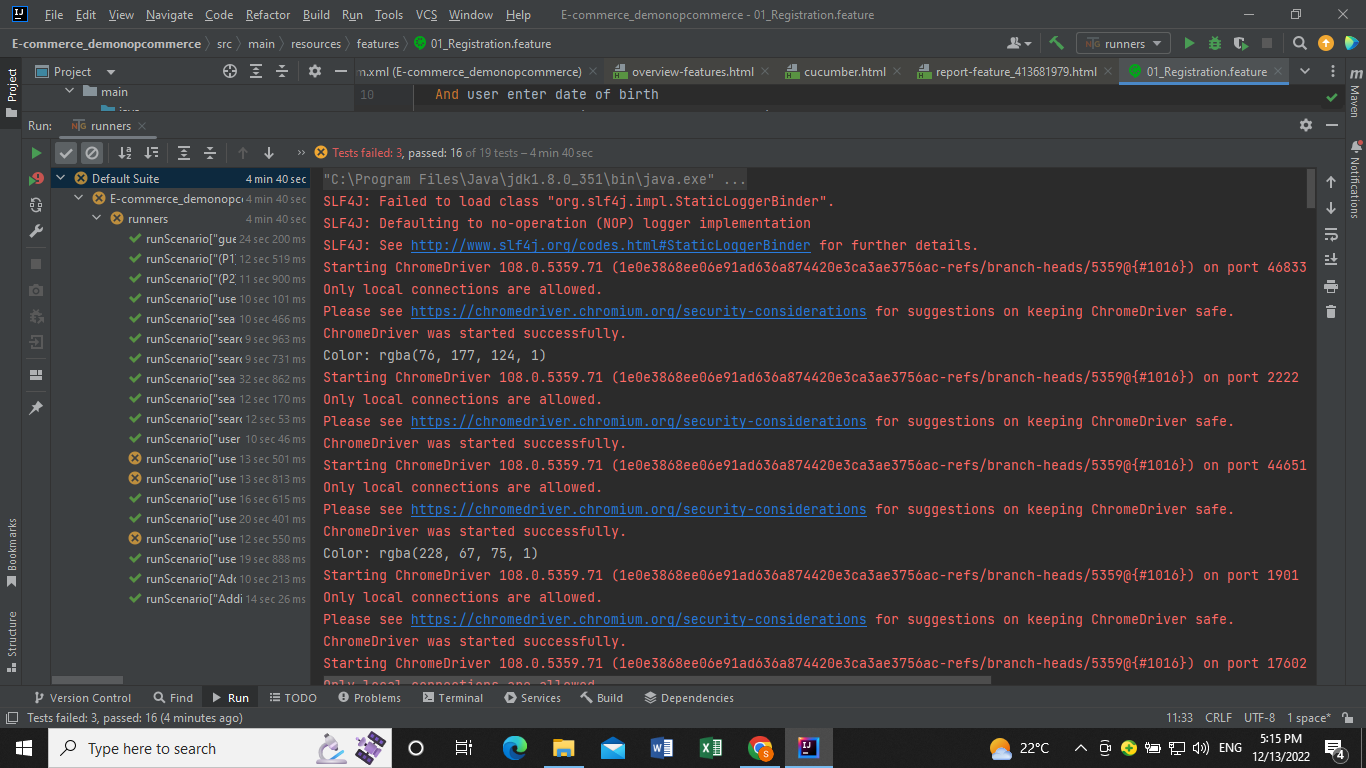 File Edit View Navigate Code Refactor Build Run Tools VCS Window Help E-commerce_demonopcommerce - 01_Registration.feature
E-commerce_demonopcommerce src main resources features 01_Registration.feature runners
Project m.xml (E-commerce_demonopcommerce) overview-features.html cucumber.html report-feature_413681979.html 01_Registration.feature
main
10 And user enter date of birth
Run: runners
Tests failed: 3, passed: 16 of 19 tests – 4 min 40 sec
Default Suite 4 min 40 sec
E-commerce_demonopc 4 min 40 sec
runners 4 min 40 sec
runScenario["gue 24 sec 200 ms
runScenario["(P1 12 sec 519 ms
runScenario["(P2 11 sec 900 ms
runScenario["use 10 sec 101 ms
runScenario["sea 10 sec 466 ms
runScenario["searc 9 sec 963 ms
runScenario["searc 9 sec 731 ms
runScenario["sea 32 sec 862 ms
runScenario["sea 12 sec 170 ms
runScenario["searc 12 sec 53 ms
runScenario["user 10 sec 46 ms
runScenario["use 13 sec 501 ms
runScenario["use 13 sec 813 ms
runScenario["use 16 sec 615 ms
runScenario["use 20 sec 401 ms
runScenario["use 12 sec 550 ms
runScenario["use 19 sec 888 ms
runScenario["Adc 10 sec 213 ms
runScenario["Addi 14 sec 26 ms
"C:\Program Files\Java\jdk1.8.0_351\bin\java.exe" ...
SLF4J: Failed to load class "org.slf4j.impl.StaticLoggerBinder".
SLF4J: Defaulting to no-operation (NOP) logger implementation
SLF4J: See http://www.slf4j.org/codes.html#StaticLoggerBinder for further details.
Starting ChromeDriver 108.0.5359.71 (1e0e3868ee06e91ad636a874420e3ca3ae3756ac-refs/branch-heads/5359@{#1016}) on port 46833
Only local connections are allowed.
Please see https://chromedriver.chromium.org/security-considerations for suggestions on keeping ChromeDriver safe.
ChromeDriver was started successfully.
Color: rgba(76, 177, 124, 1)
Starting ChromeDriver 108.0.5359.71 (1e0e3868ee06e91ad636a874420e3ca3ae3756ac-refs/branch-heads/5359@{#1016}) on port 2222
Only local connections are allowed.
Please see https://chromedriver.chromium.org/security-considerations for suggestions on keeping ChromeDriver safe.
ChromeDriver was started successfully.
Starting ChromeDriver 108.0.5359.71 (1e0e3868ee06e91ad636a874420e3ca3ae3756ac-refs/branch-heads/5359@{#1016}) on port 44651
Only local connections are allowed.
Please see https://chromedriver.chromium.org/security-considerations for suggestions on keeping ChromeDriver safe.
ChromeDriver was started successfully.
Color: rgba(228, 67, 75, 1)
Starting ChromeDriver 108.0.5359.71 (1e0e3868ee06e91ad636a874420e3ca3ae3756ac-refs/branch-heads/5359@{#1016}) on port 1901
Only local connections are allowed.
Please see https://chromedriver.chromium.org/security-considerations for suggestions on keeping ChromeDriver safe.
ChromeDriver was started successfully.
Starting ChromeDriver 108.0.5359.71 (1e0e3868ee06e91ad636a874420e3ca3ae3756ac-refs/branch-heads/5359@{#1016}) on port 17602
Only local connections are allowed.
Project
Bookmarks
Structure
Maven
Notifications
Version Control Find Run TODO Problems Terminal Services Build Dependencies
Tests failed: 3, passed: 16 (4 minutes ago) 11:33 CRLF UTF-8 1 space*
Type here to search 22°C ENG 5:15 PM
12/13/2022 4